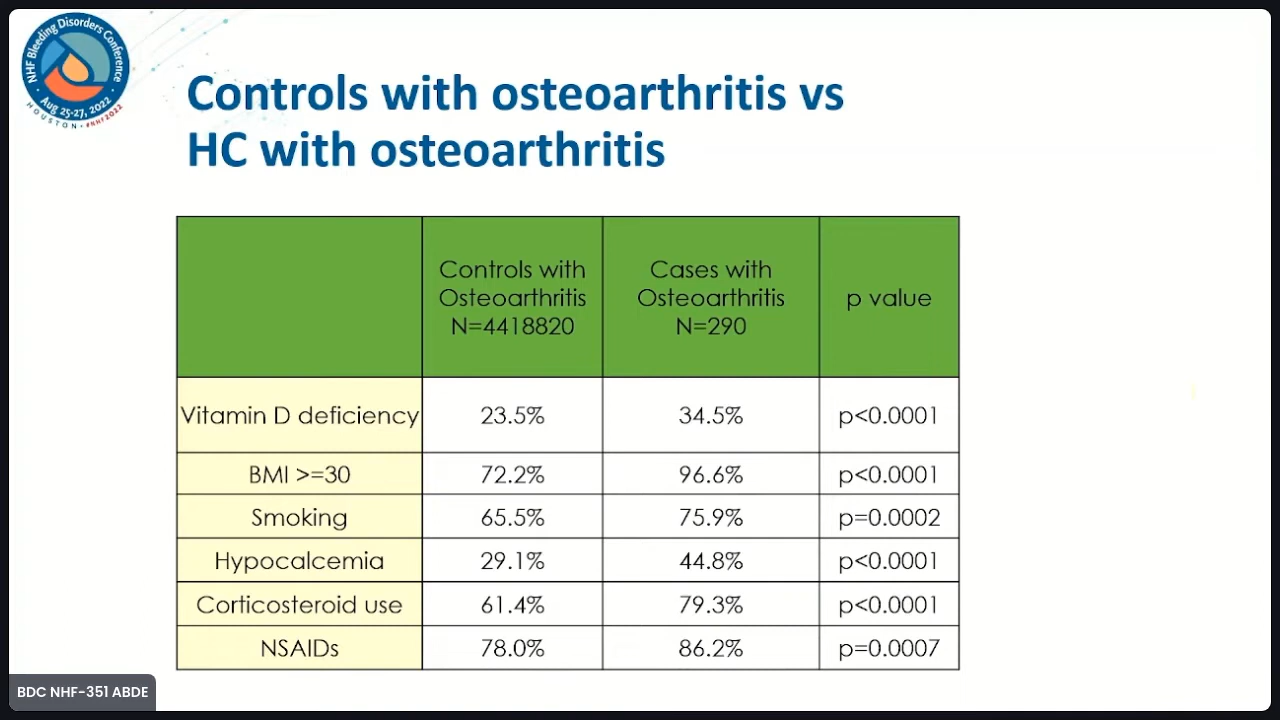 NHF Bleeding Disorders Conference
Aug 25-27, 2022
HOUSTON • #NHF2022
Controls with osteoarthritis vs
HC with osteoarthritis
Controls with
Osteoarthritis
N=4418820
Cases with
Osteoarthritis
N=290
p value
Vitamin D deficiency 23.5% 34.5% p<0.0001
BMI >=30 72.2% 96.6% p<0.0001
Smoking 65.5% 75.9% p=0.0002
Hypocalcemia 29.1% 44.8% p<0.0001
Corticosteroid use 61.4% 79.3% p<0.0001
NSAIDs 78.0% 86.2% p=0.0007
BDC NHF-351 ABDE